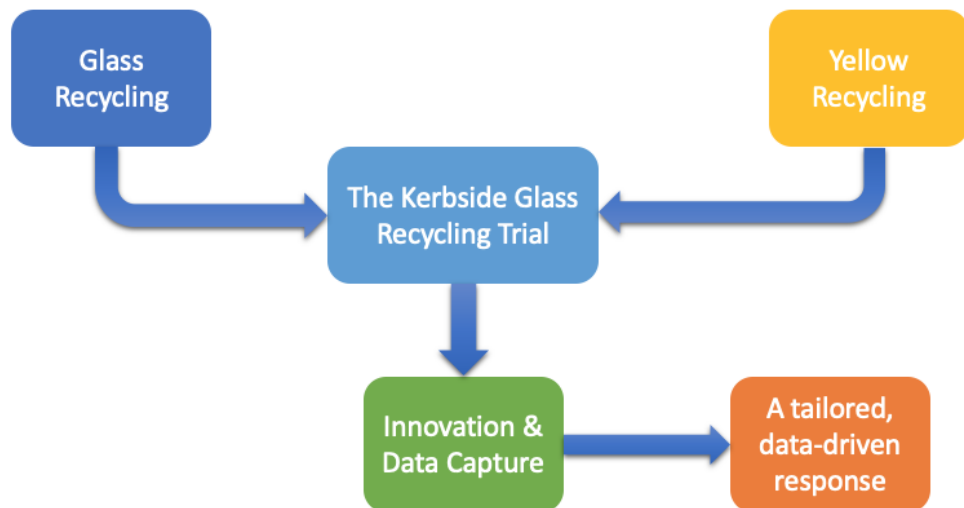 Glass
Recycling
Yellow
Recycling
The Kerbside Glass
Recycling Trial
Innovation &
Data Capture
A tailored,
data-driven
response